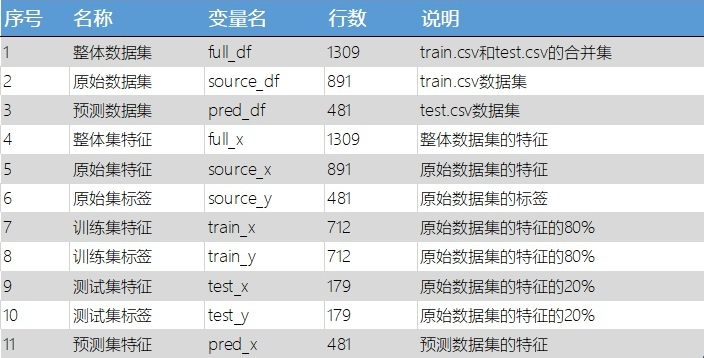 序号 名称 变量名 行数 说明
1 整体数据集 full_df 1309 train.csv和test.csv的合并集
2 原始数据集 source_df 891 train.csv数据集
3 预测数据集 pred_df 481 test.csv数据集
4 整体集特征 full_x 1309 整体数据集的特征
5 原始集特征 source_x 891 原始数据集的特征
6 原始集标签 source_y 481 原始数据集的标签
7 训练集特征 train_x 712 原始数据集的特征的80%
8 训练集标签 train_y 712 原始数据集的特征的80%
9 测试集特征 test_x 179 原始数据集的特征的20%
10 测试集标签 test_y 179 原始数据集的特征的20%
11 预测集特征 pred_x 481 预测数据集的特征